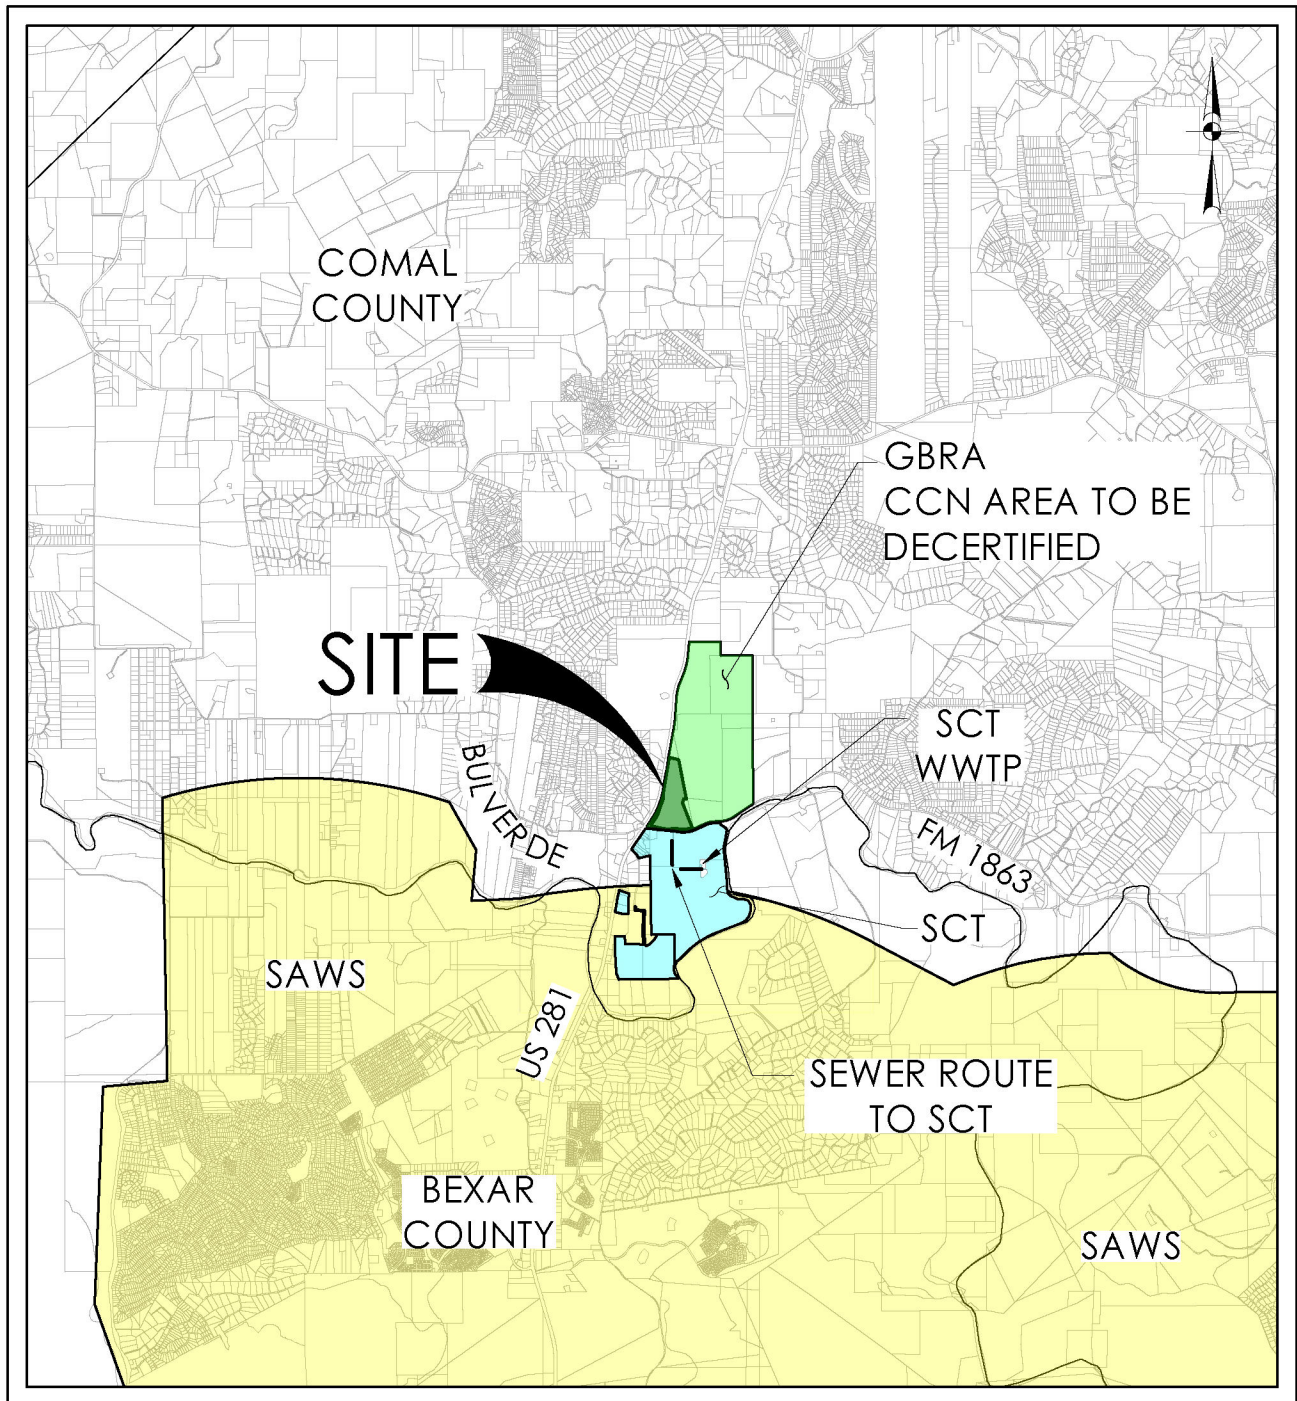 COMAL
COUNTY
GBRA
CCN AREA TO BE
DECERTIFIED
SITE
SCT
WWTP
BULVERDE
FM 1863
SCT
SAWS
US 281
SEWER ROUTE
TO SCT
BEXAR
COUNTY
SAWS